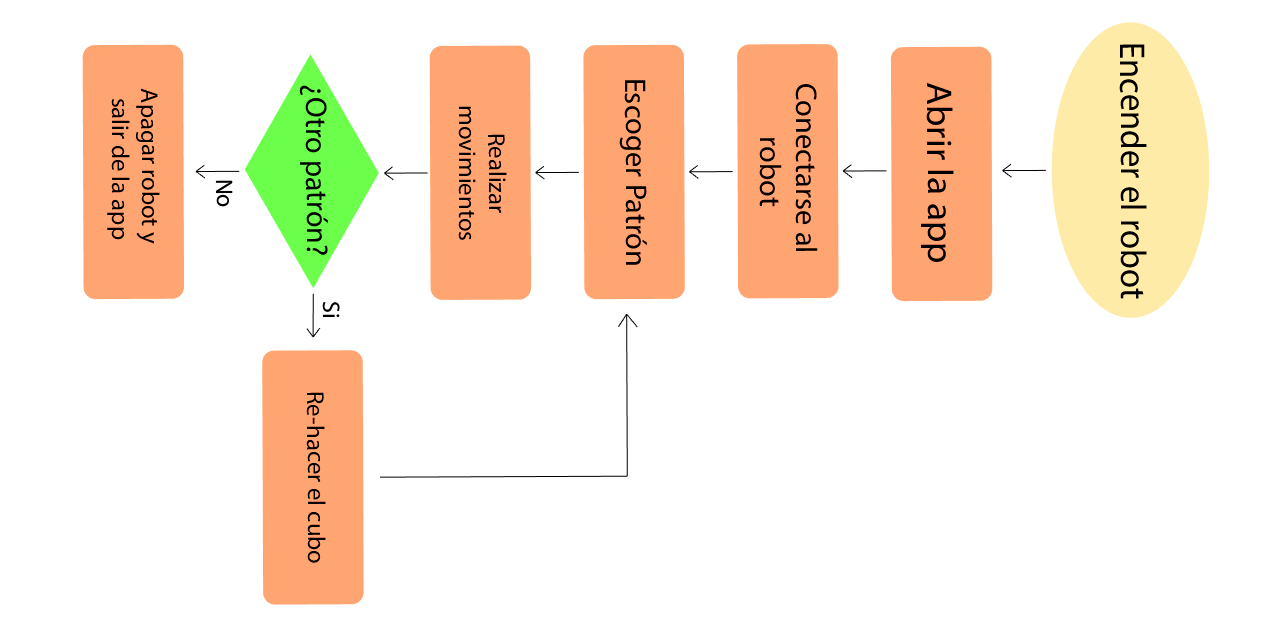 Encender el robot
Abrir la app
Conectarse al
robot
Escoger Patrón
Realizar
movimientos
¿Otro patrón?
No
Apagar robot y
salir de la app
Si
Re-hacer el cubo